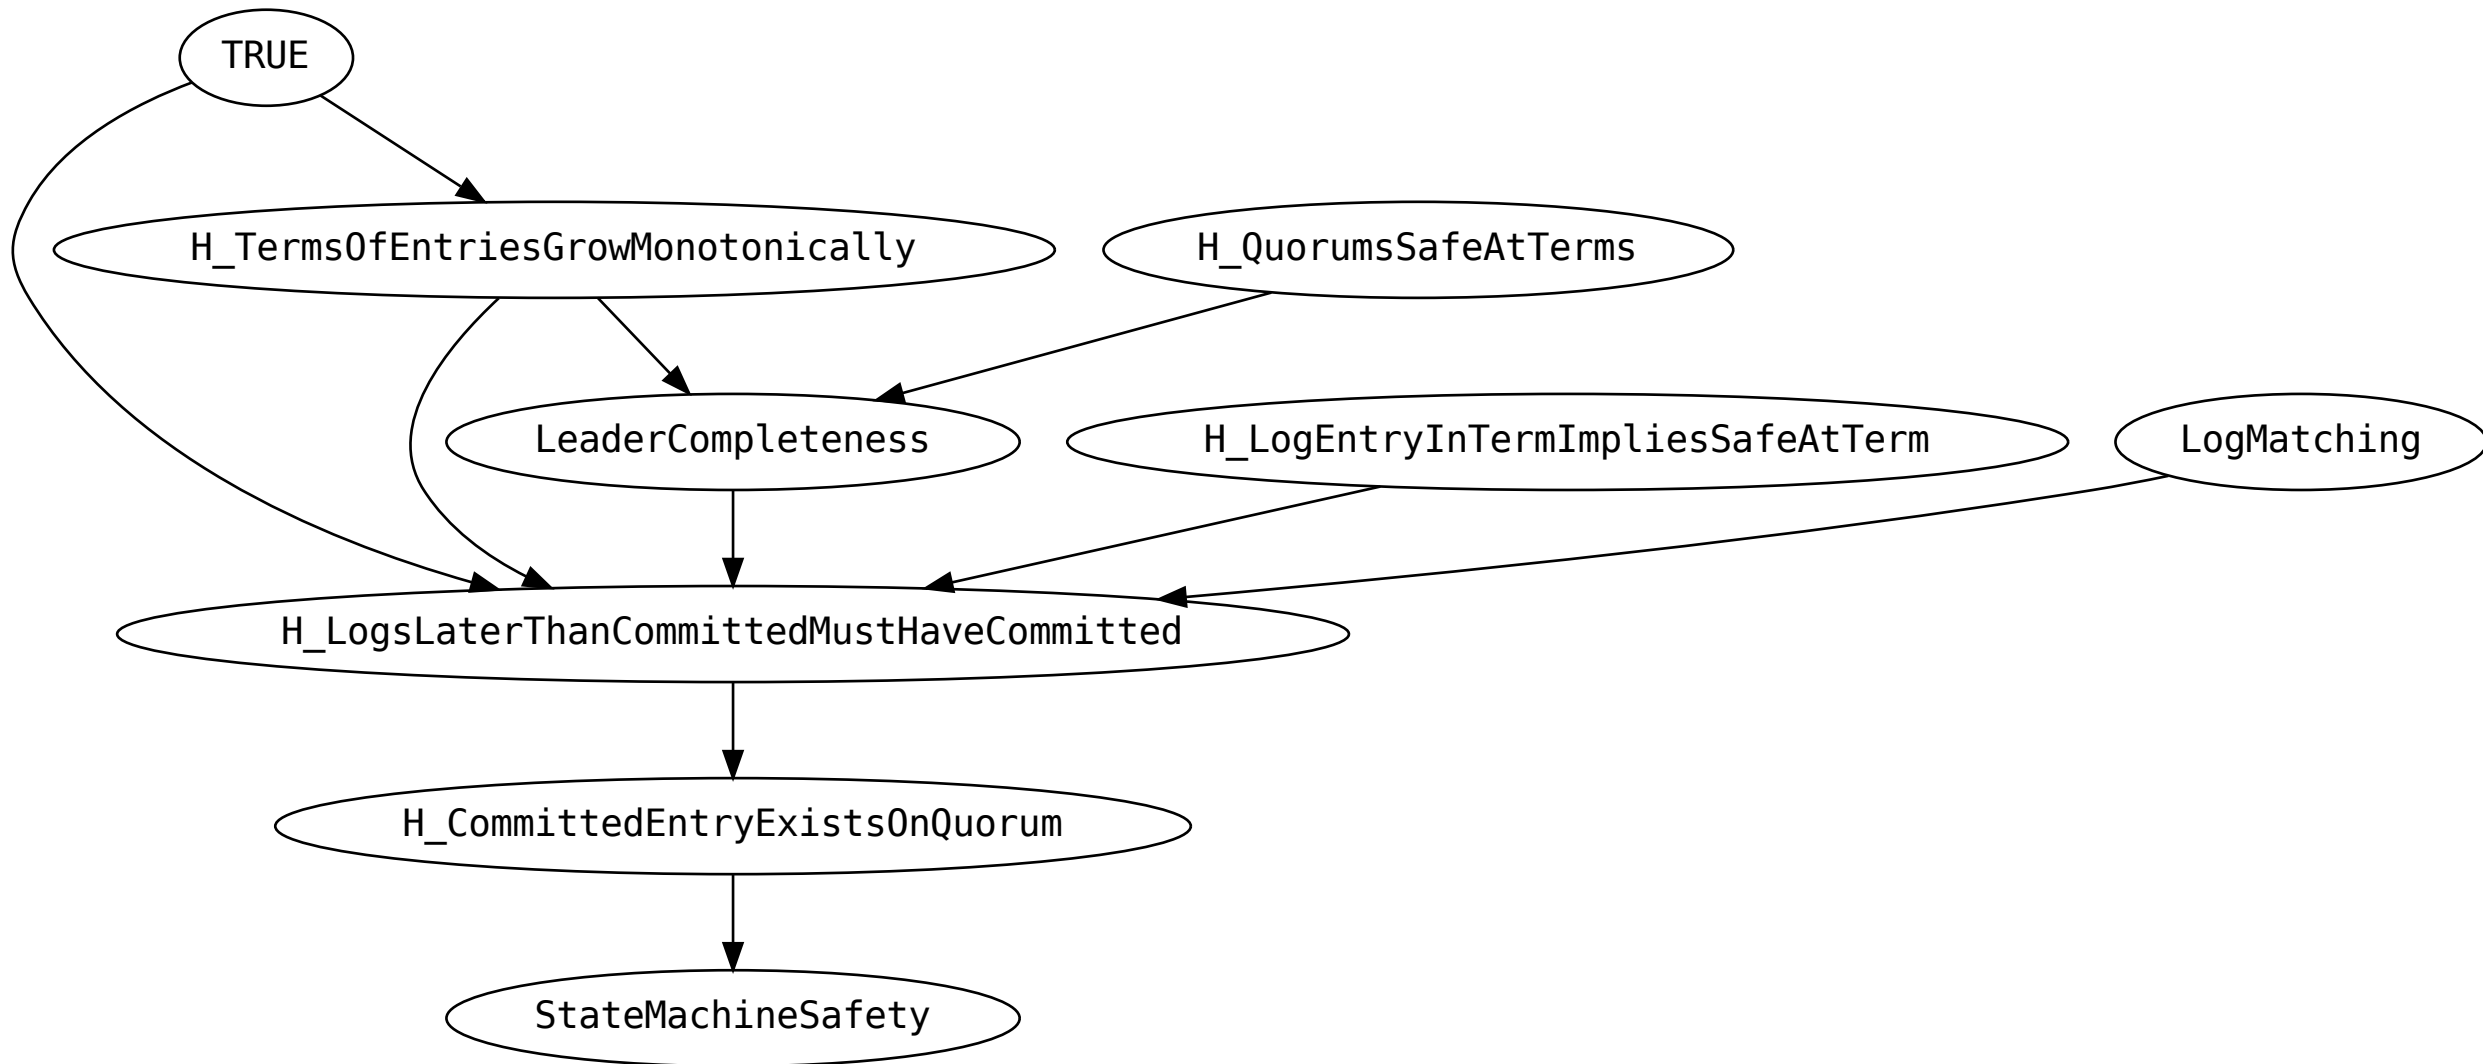 TRUE
H_TermsOfEntriesGrowMonotonically
H_QuorumsSafeAtTerms
LeaderCompleteness
H_LogEntryInTermImpliesSafeAtTerm
LogMatching
H_LogsLaterThanCommittedMustHaveCommitted
H_CommittedEntryExistsOnQuorum
StateMachineSafety